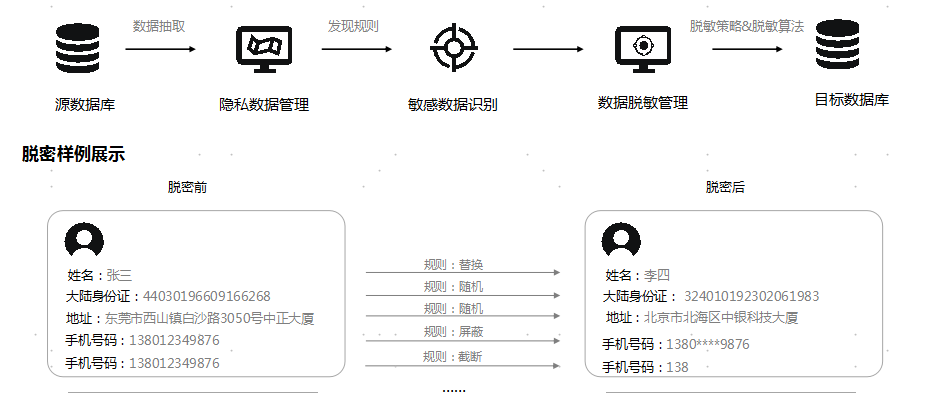 数据抽取 发现规则 脱敏策略&脱敏算法
源数据库 隐私数据管理 敏感数据识别 数据脱敏管理 目标数据库
脱密样例展示
脱密前 脱密后
姓名：张三 规则：替换 姓名：李四
大陆身份证：44030196609166268 规则：随机 大陆身份证： 324010192302061983
地址：东莞市西山镇白沙路3050号中正大厦 规则：随机 地址：北京市北海区中银科技大厦
手机号码：138012349876 规则：屏蔽 手机号码：1380****9876
手机号码：138012349876 规则：截断 手机号码：138
......